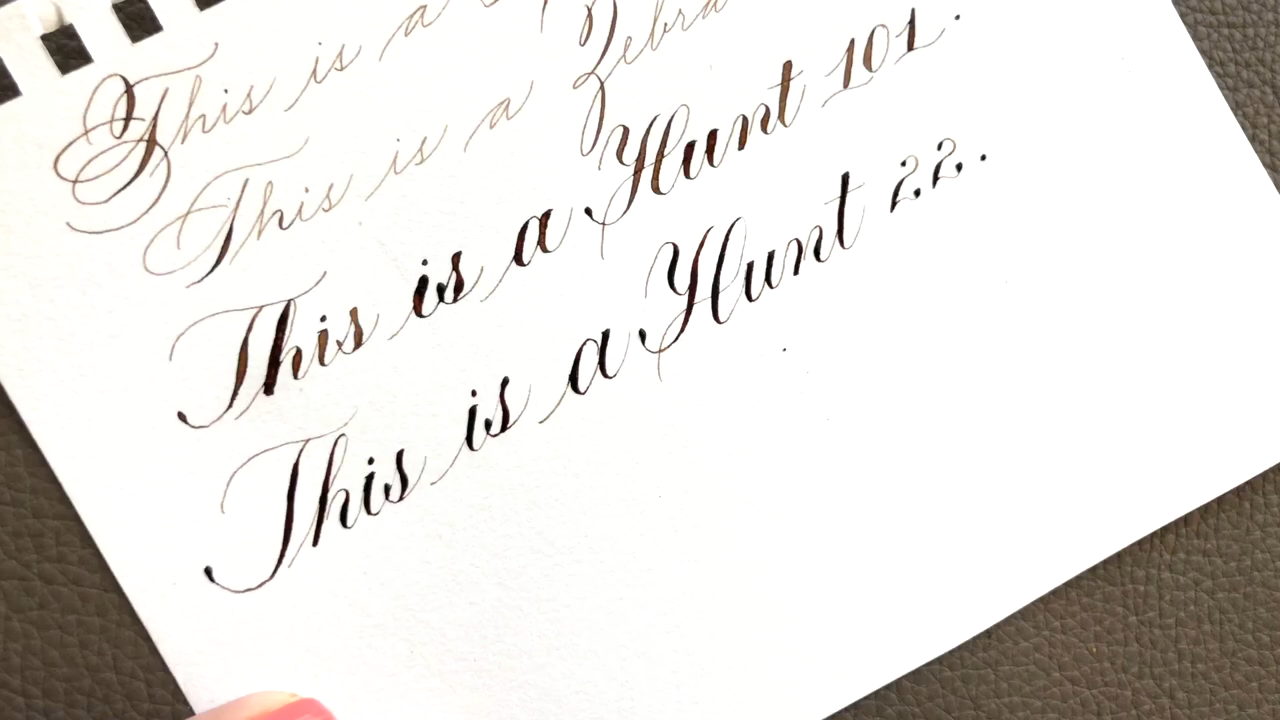 This is a
This is a Zebra
This is a Hunt 101.
This is a Hunt 22.